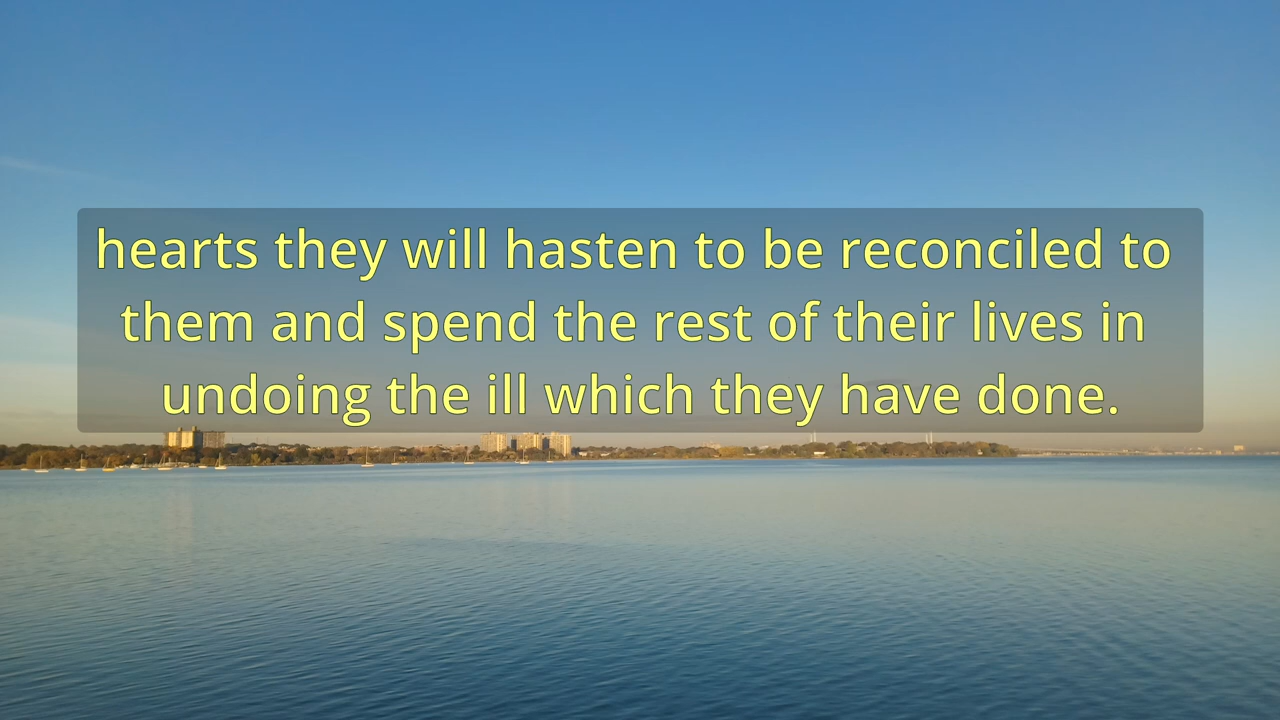 hearts they will hasten to be reconciled to
them and spend the rest of their lives in
undoing the ill which they have done.